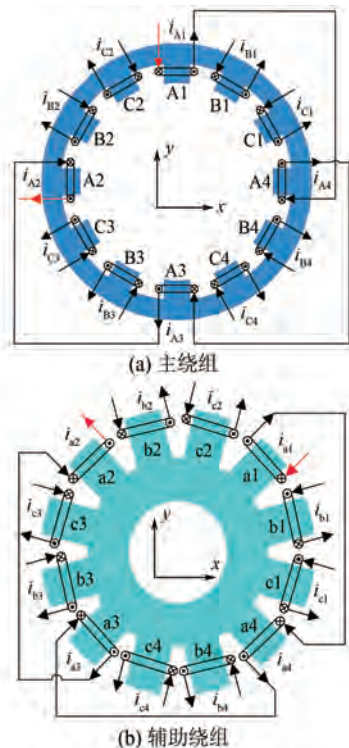 i_A1
i_C2 i_B1
C2 A1 B1
i_B2 i_C1
B2 C1
y
i_A2 A2 x A4 i_A4
C3 B4
i_C3 B3 A3 C4 i_B4
i_B3 i_A3 i_C4
(a) 主绕组
i_b2 i_c2
i_a2 b2 c2 i_a1
a2 a1
i_c3 c3 y b1 i_b1
x
i_b3 b3 c1 i_c1
a3 c4 b4 a4
i_a3 i_c4 i_b4 i_a4
(b) 辅助绕组